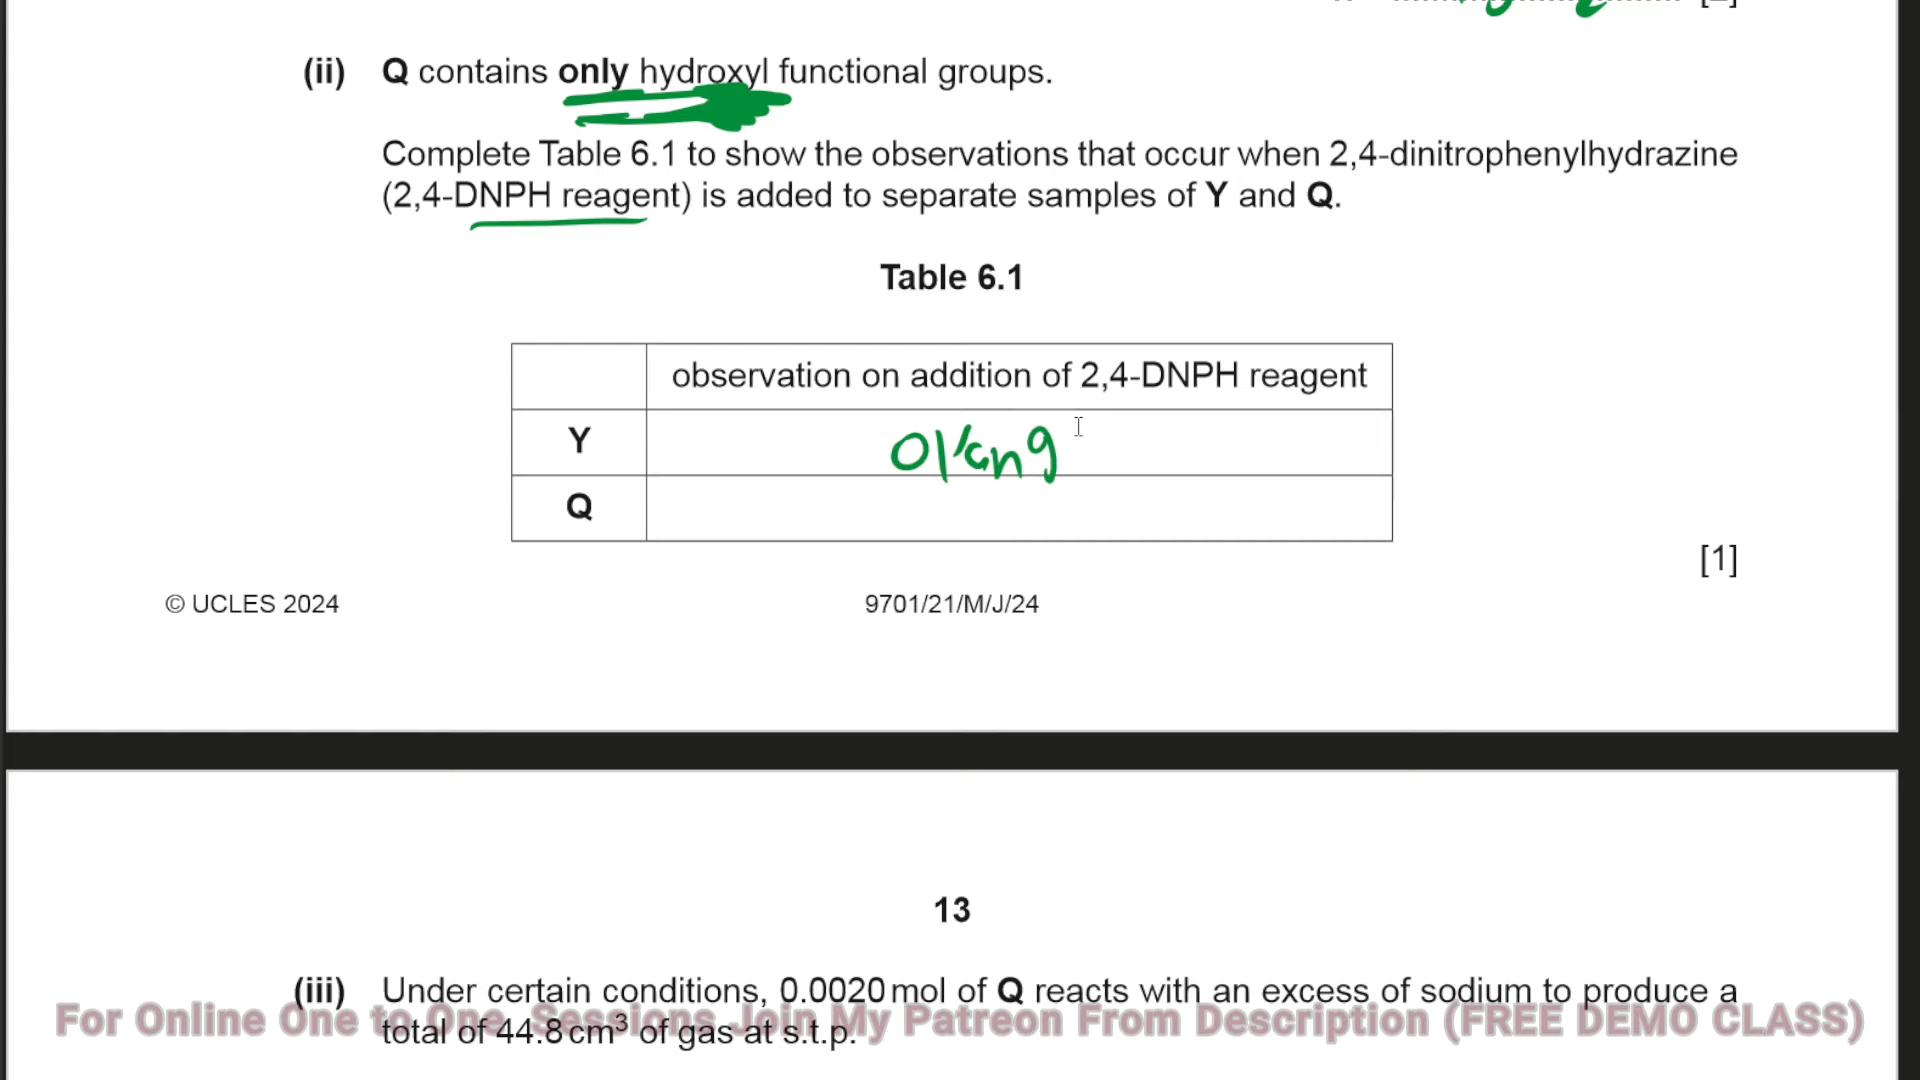 (ii) Q contains only hydroxyl functional groups.
Complete Table 6.1 to show the observations that occur when 2,4-dinitrophenylhydrazine
(2,4-DNPH reagent) is added to separate samples of Y and Q.
Table 6.1
observation on addition of 2,4-DNPH reagent
Y orang
Q
[1]
© UCLES 2024 9701/21/M/J/24
13
(iii) Under certain conditions, 0.0020 mol of Q reacts with an excess of sodium to produce a
total of 44.8 cm³ of gas at s.t.p.
For Online One to One Sessions Join My Patreon From Description (FREE DEMO CLASS)